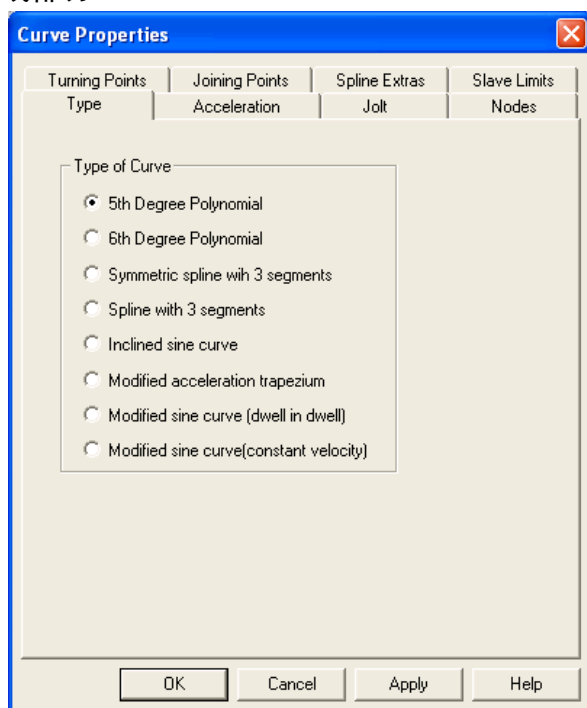 Curve Properties
Turning Points Joining Points Spline Extras Slave Limits
Type Acceleration Jolt Nodes
Type of Curve
5th Degree Polynomial
6th Degree Polynomial
Symmetric spline wih 3 segments
Spline with 3 segments
Inclined sine curve
Modified acceleration trapezium
Modified sine curve (dwell in dwell)
Modified sine curve(constant velocity)
OK Cancel Apply Help